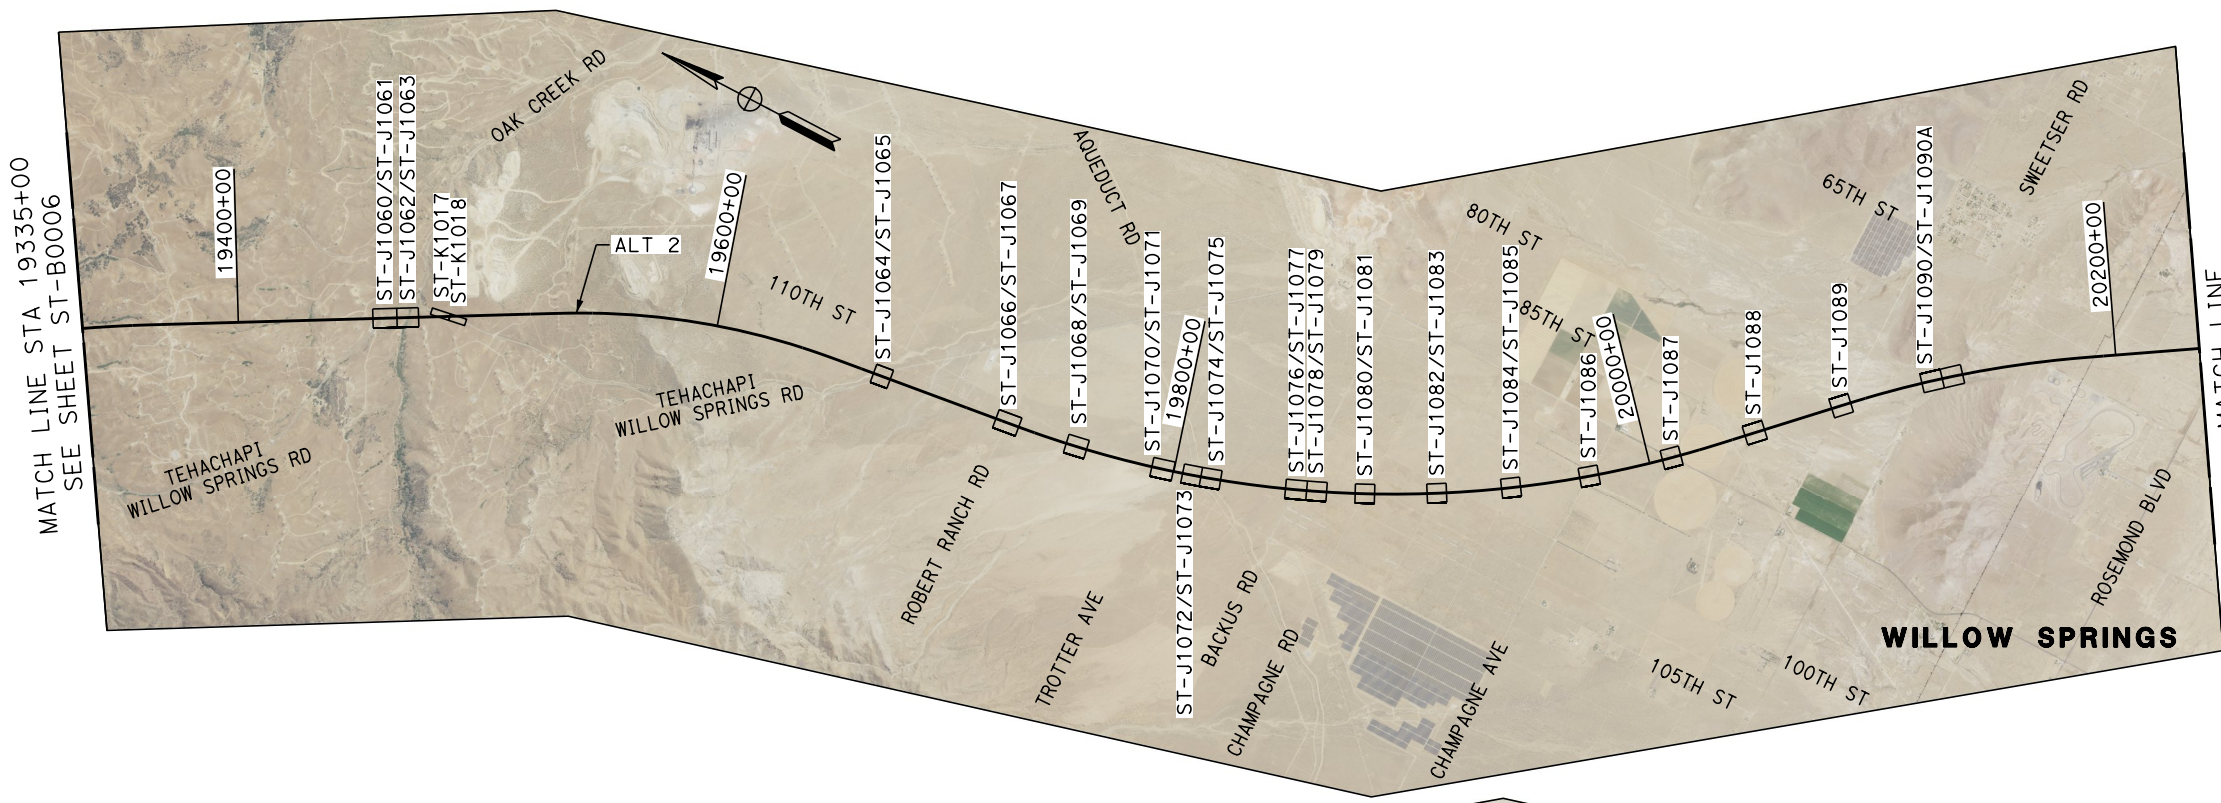 MATCH LINE STA 19335+00
SEE SHEET ST-B0006
19400+00
ST-J1060/ST-J1061
ST-J1062/ST-J1063
ST-K1017
ST-K1018
OAK CREEK RD
ALT 2
19600+00
110TH ST
ST-J1064/ST-J1065
ST-J1066/ST-J1067
ST-J1068/ST-J1069
AQUEDUCT RD
ST-J1070/ST-J1071
19800+00
ST-J1072/ST-J1073
ST-J1074/ST-J1075
ST-J1076/ST-J1077
ST-J1078/ST-J1079
ST-J1080/ST-J1081
ST-J1082/ST-J1083
80TH ST
ST-J1084/ST-J1085
85TH ST
ST-J1086
20000+00
ST-J1087
ST-J1088
ST-J1089
65TH ST
ST-J1090/ST-J1090A
SWEETSER RD
20200+00
MATCH LINE
TEHACHAPI
WILLOW SPRINGS RD
TEHACHAPI
WILLOW SPRINGS RD
ROBERT RANCH RD
TROTTER AVE
BACKUS RD
CHAMPAGNE RD
CHAMPAGNE AVE
105TH ST
100TH ST
ROSEMOND BLVD
WILLOW SPRINGS